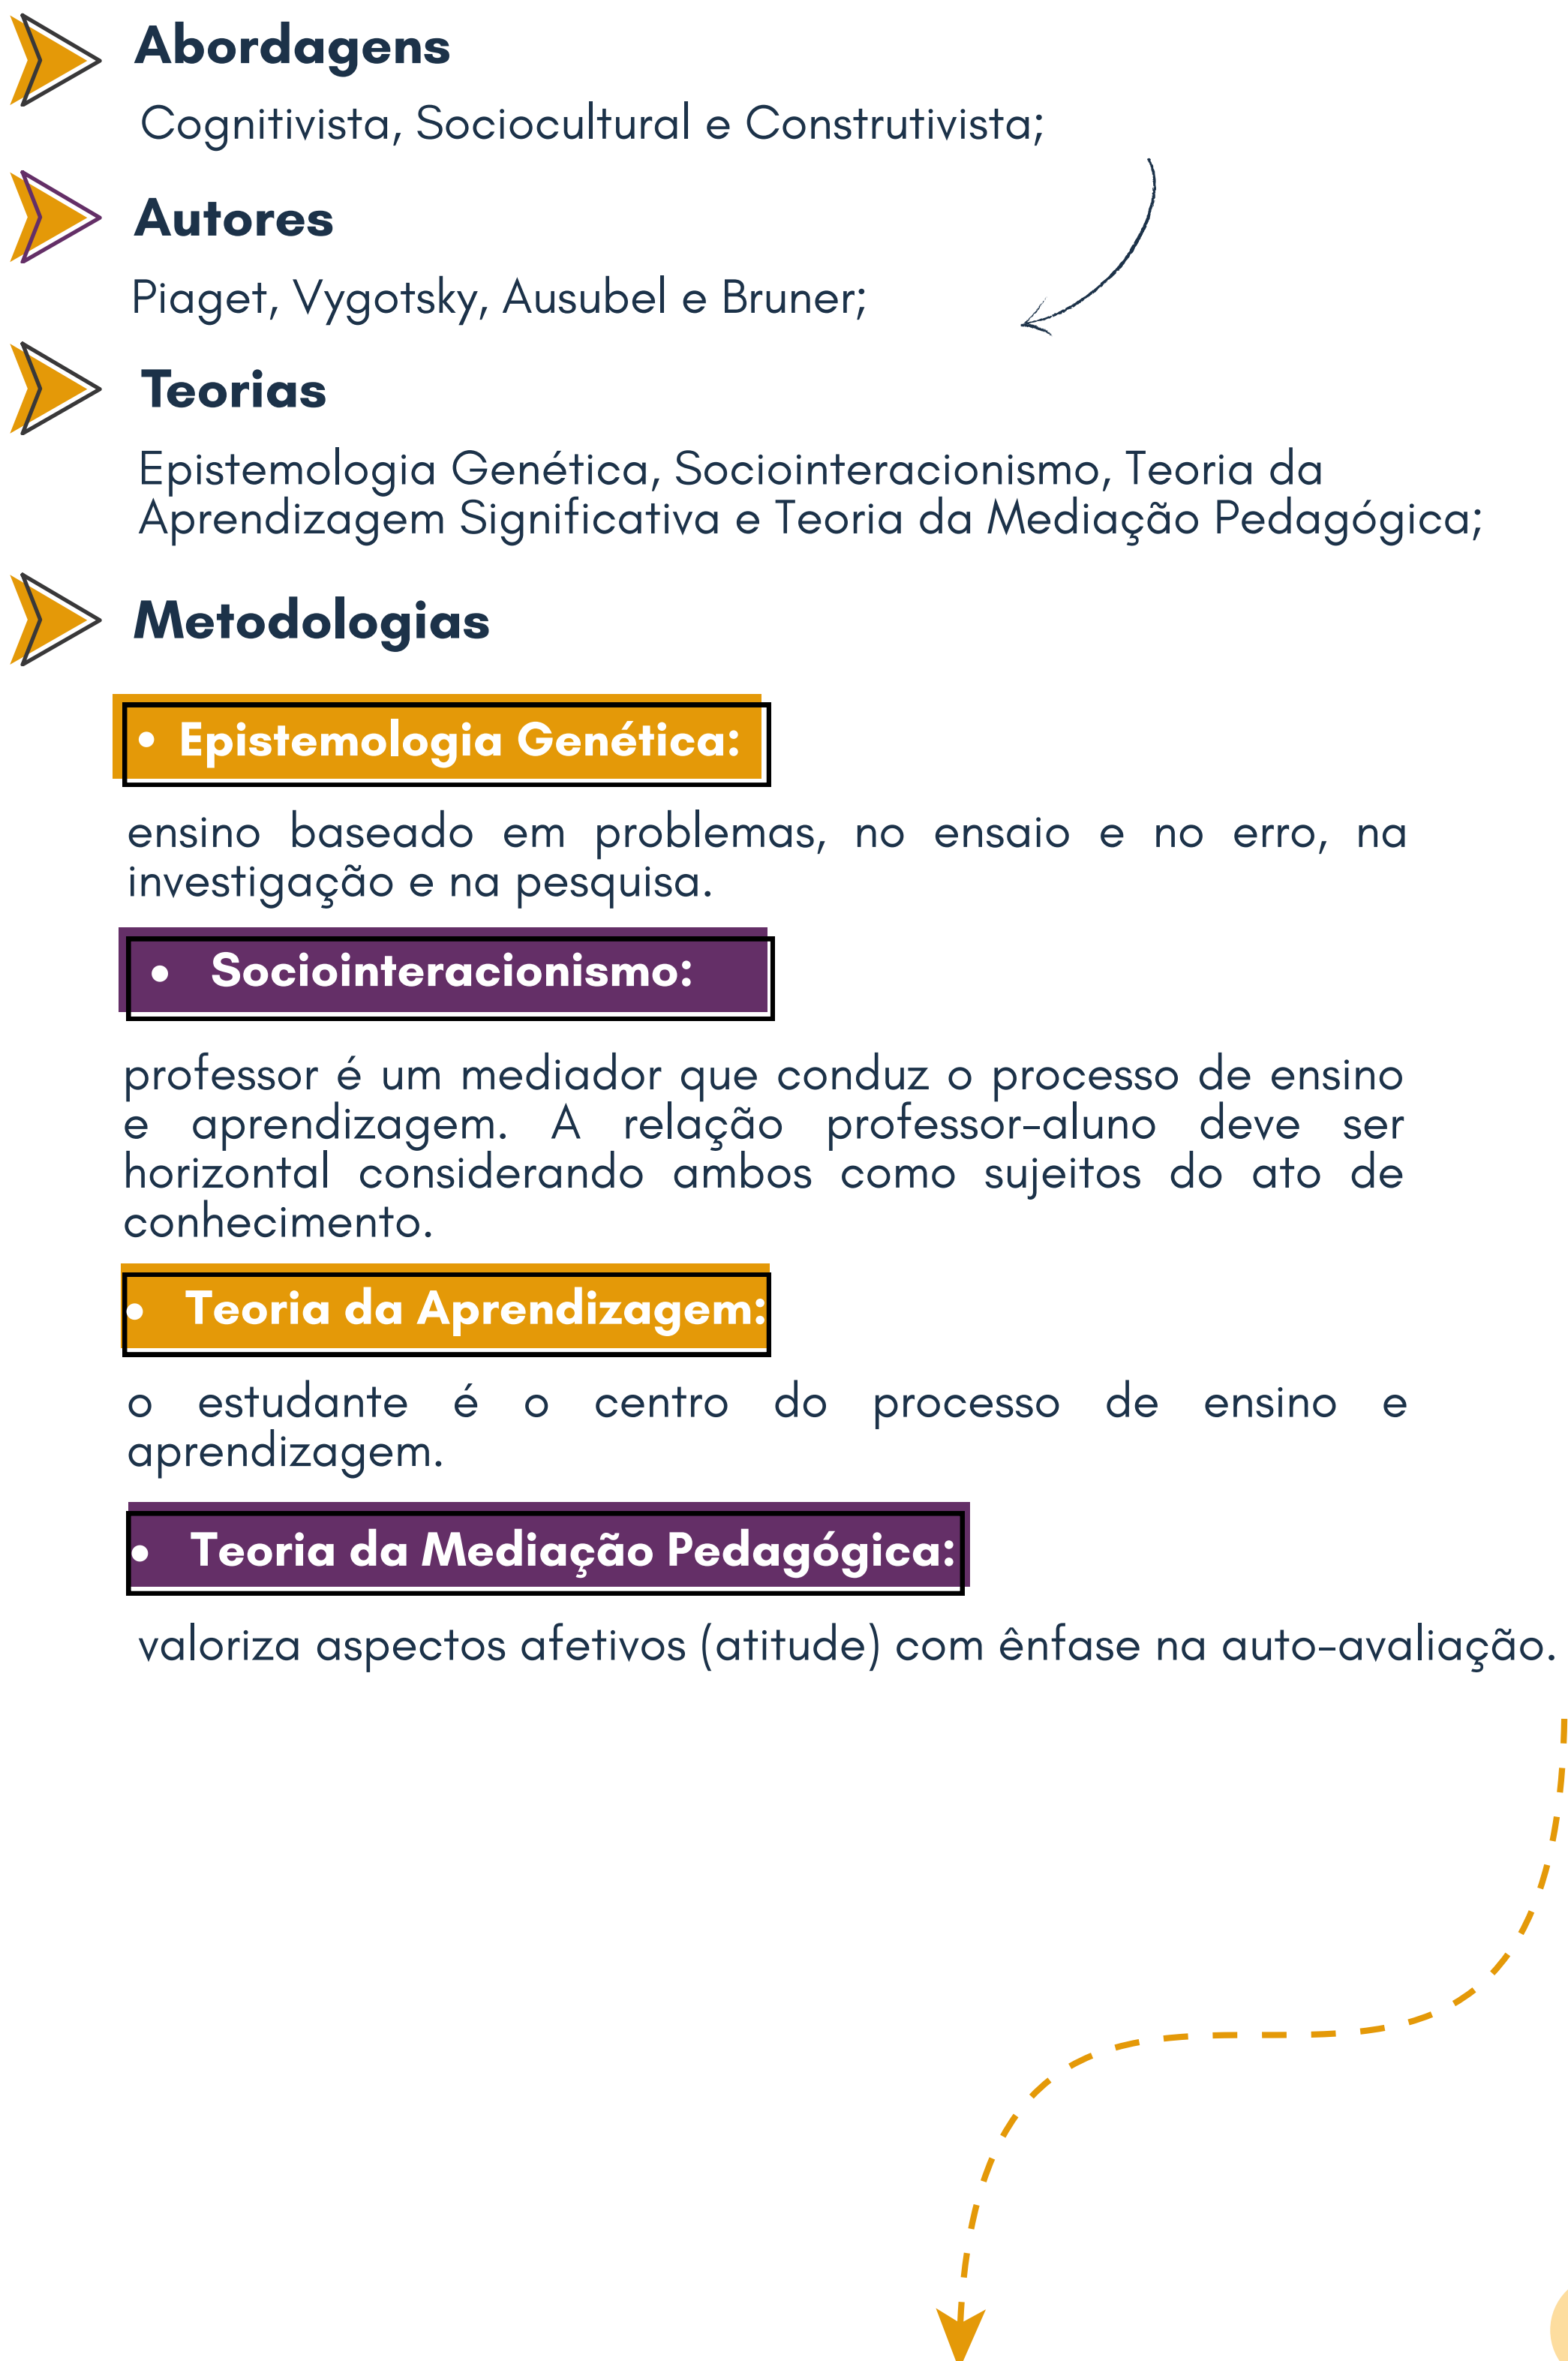 Abordagens
Cognitivista, Sociocultural e Construtivista;
Autores
Piaget, Vygotsky, Ausubel e Bruner;
Teorias
Epistemologia Genética, Sociointeracionismo, Teoria da
Aprendizagem Significativa e Teoria da Mediação Pedagógica;
Metodologias
• Epistemologia Genética:
ensino baseado em problemas, no ensaio e no erro, na
investigação e na pesquisa.
• Sociointeracionismo:
professor é um mediador que conduz o processo de ensino
e aprendizagem. A relação professor-aluno deve ser
horizontal considerando ambos como sujeitos do ato de
conhecimento.
• Teoria da Aprendizagem:
o estudante é o centro do processo de ensino e
aprendizagem.
• Teoria da Mediação Pedagógica:
valoriza aspectos afetivos (atitude) com ênfase na auto-avaliação.